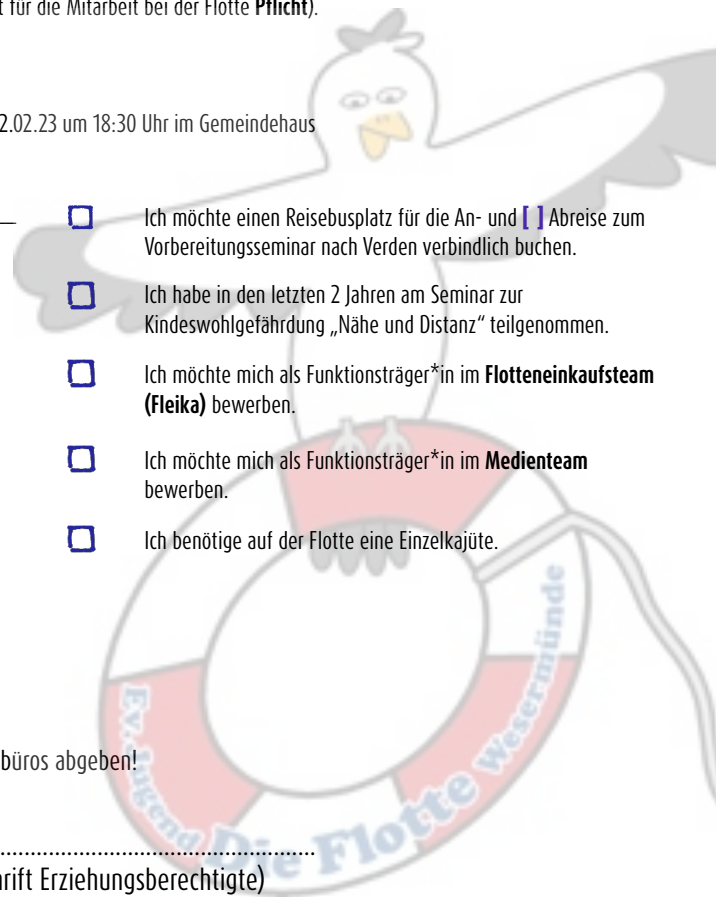 t für die Mitarbeit bei der Flotte Pflicht).
2.02.23 um 18:30 Uhr im Gemeindehaus
Ich möchte einen Reisebusplatz für die An- und [ ] Abreise zum
Vorbereitungsseminar nach Verden verbindlich buchen.
Ich habe in den letzten 2 Jahren am Seminar zur
Kindeswohlgefährdung „Nähe und Distanz" teilgenommen.
Ich möchte mich als Funktionsträger*in im Flotteneinkaufsteam
(Fleika) bewerben.
Ich möchte mich als Funktionsträger*in im Medienteam
bewerben.
Ich benötige auf der Flotte eine Einzelkajüte.
büros abgeben!
Ev. Jugend Die Flotte Wesermünde
hrift Erziehungsberechtigte)